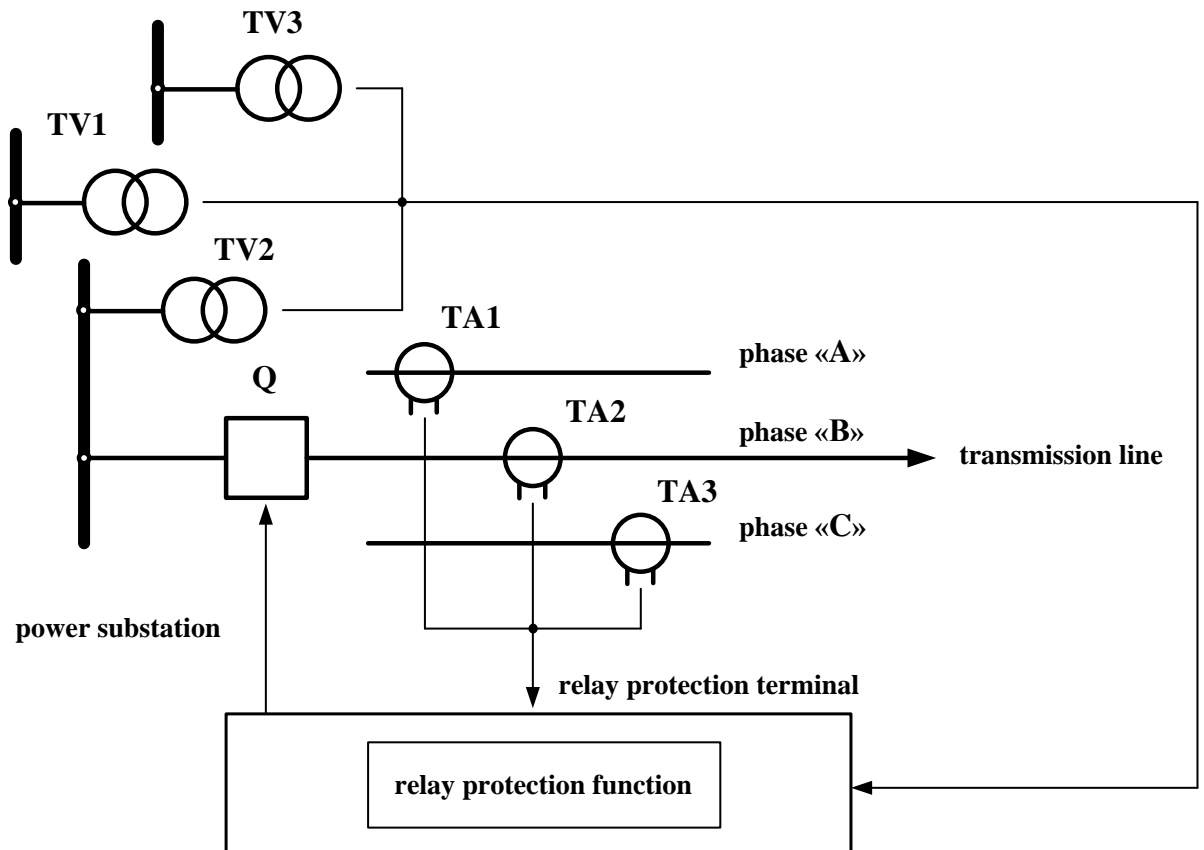 TV3
TV1
TV2
TA1
phase «A»
Q
TA2
phase «B»
transmission line
TA3
phase «C»
power substation
relay protection terminal
relay protection function